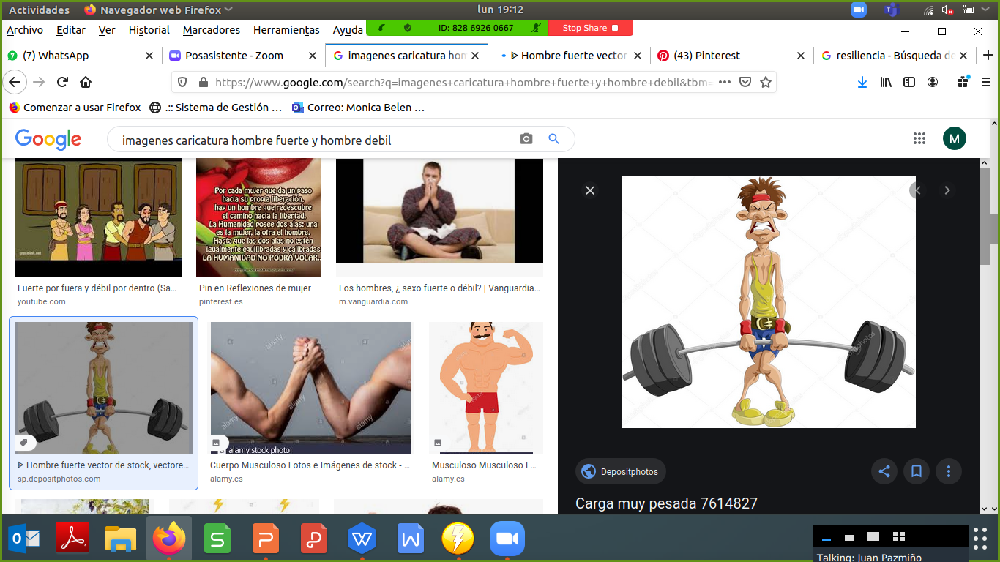 Actividades
Navegador web Firefox
lun 19:12
Archivo Editar Ver Historial Marcadores Herramientas Ayuda
ID: 828 6926 0667
Stop Share
(7) WhatsApp
Posasistente - Zoom
imagenes caricatura hom
ᐈ Hombre fuerte vector
(43) Pinterest
resiliencia - Búsqueda de
https://www.google.com/search?q=imagenes+caricatura+hombre+fuerte+y+hombre+debil&tbm=
Comenzar a usar Firefox
.:: Sistema de Gestión …
Correo: Monica Belen …
Google
imagenes caricatura hombre fuerte y hombre debil
M
gracelink.net
Por cada mujer que da un paso
hacia su propia liberación,
hay un hombre que redescubre
el camino hacia la libertad.
La Humanidad posee dos alas: una
es la mujer, la otra el hombre.
Hasta que las dos alas no estén
igualmente equilibradas y calibradas
LA HUMANIDAD NO PODRÁ VOLAR..
Fuerte por fuera y débil por dentro (Sa...
youtube.com
Pin en Reflexiones de mujer
pinterest.es
Los hombres, ¿ sexo fuerte o débil? | Vanguardia...
m.vanguardia.com
alamy
alamy
alamy
alamy
a alamy stock photo
ᐈ Hombre fuerte vector de stock, vectore...
sp.depositphotos.com
Cuerpo Musculoso Fotos e Imágenes de stock - ...
alamy.es
Musculoso Musculoso F...
alamy.es
Depositphotos
Carga muy pesada 7614827
Talking: Juan Pazmiño